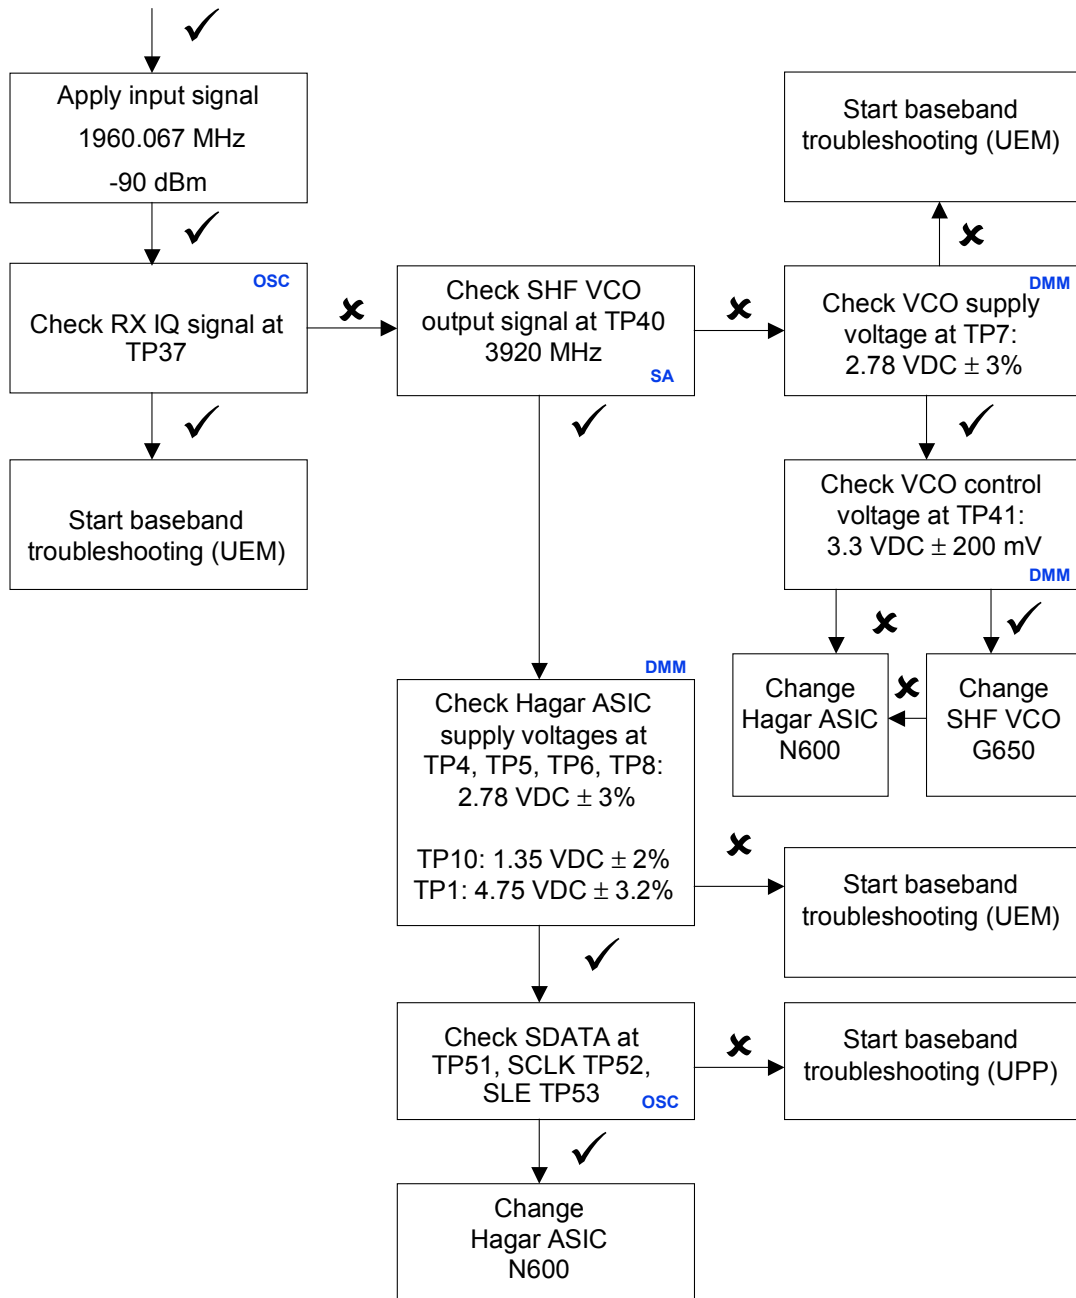 Apply input signal
1960.067 MHz
-90 dBm
Start baseband
troubleshooting (UEM)
OSC
Check RX IQ signal at
TP37
Check SHF VCO
output signal at TP40
3920 MHz
SA
DMM
Check VCO supply
voltage at TP7:
2.78 VDC ± 3%
Start baseband
troubleshooting (UEM)
Check VCO control
voltage at TP41:
3.3 VDC ± 200 mV
DMM
Change
Hagar ASIC
N600
Change
SHF VCO
G650
DMM
Check Hagar ASIC
supply voltages at
TP4, TP5, TP6, TP8:
2.78 VDC ± 3%
TP10: 1.35 VDC ± 2%
TP1: 4.75 VDC ± 3.2%
Start baseband
troubleshooting (UEM)
Check SDATA at
TP51, SCLK TP52,
SLE TP53
OSC
Start baseband
troubleshooting (UPP)
Change
Hagar ASIC
N600